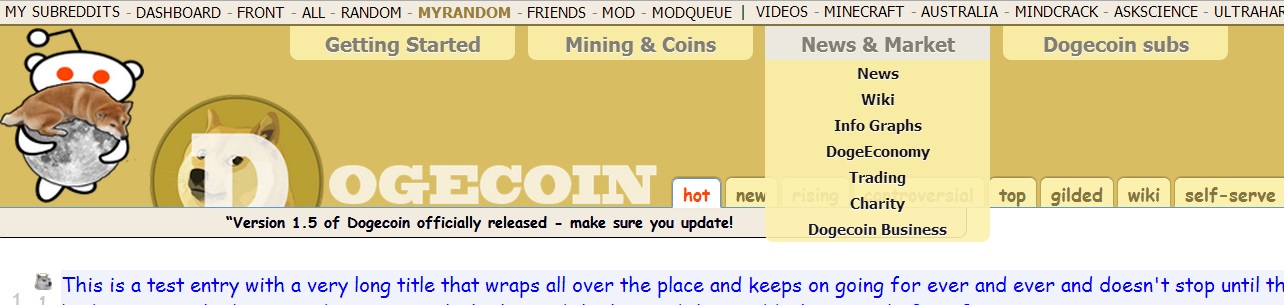 MY SUBREDDITS - DASHBOARD - FRONT - ALL - RANDOM - MYRANDOM - FRIENDS - MOD - MODQUEUE | VIDEOS - MINECRAFT - AUSTRALIA - MINDCRACK - ASKSCIENCE - ULTRAHAR
Getting Started Mining & Coins News & Market Dogecoin subs
News
Wiki
Info Graphs
DogeEconomy
Trading
Charity
Dogecoin Business
DOGECOIN
hot new rising controversial top gilded wiki self-serve
“Version 1.5 of Dogecoin officially released - make sure you update!
This is a test entry with a very long title that wraps all over the place and keeps on going for ever and ever and doesn't stop until th
1 1